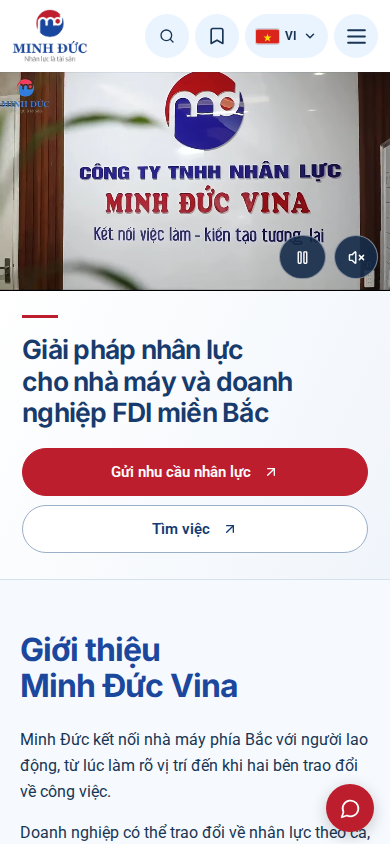 MINH ĐỨC
Nhân lực là tài sản
VI
MINH ĐỨC
CÔNG TY TNHH NHÂN LỰC
MINH ĐỨC VINA
Kết nối việc làm - kiến tạo tương lai
Giải pháp nhân lực
cho nhà máy và doanh
nghiệp FDI miền Bắc
Gửi nhu cầu nhân lực
Tìm việc
Giới thiệu
Minh Đức Vina
Minh Đức kết nối nhà máy phía Bắc với người lao
động, từ lúc làm rõ vị trí đến khi hai bên trao đổi
về công việc.
Doanh nghiệp có thể trao đổi về nhân lực theo ca,